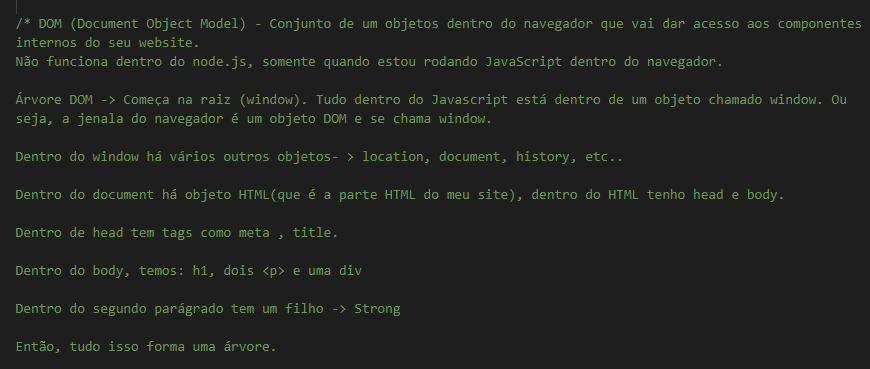 /* DOM (Document Object Model) - Conjunto de um objetos dentro do navegador que vai dar acesso aos componentes
internos do seu website.
Não funciona dentro do node.js, somente quando estou rodando JavaScript dentro do navegador.
Árvore DOM -> Começa na raiz (window). Tudo dentro do Javascript está dentro de um objeto chamado window. Ou
seja, a jenala do navegador é um objeto DOM e se chama window.
Dentro do window há vários outros objetos- > location, document, history, etc..
Dentro do document há objeto HTML(que é a parte HTML do meu site), dentro do HTML tenho head e body.
Dentro de head tem tags como meta , title.
Dentro do body, temos: h1, dois <p> e uma div
Dentro do segundo parágrado tem um filho -> Strong
Então, tudo isso forma uma árvore.